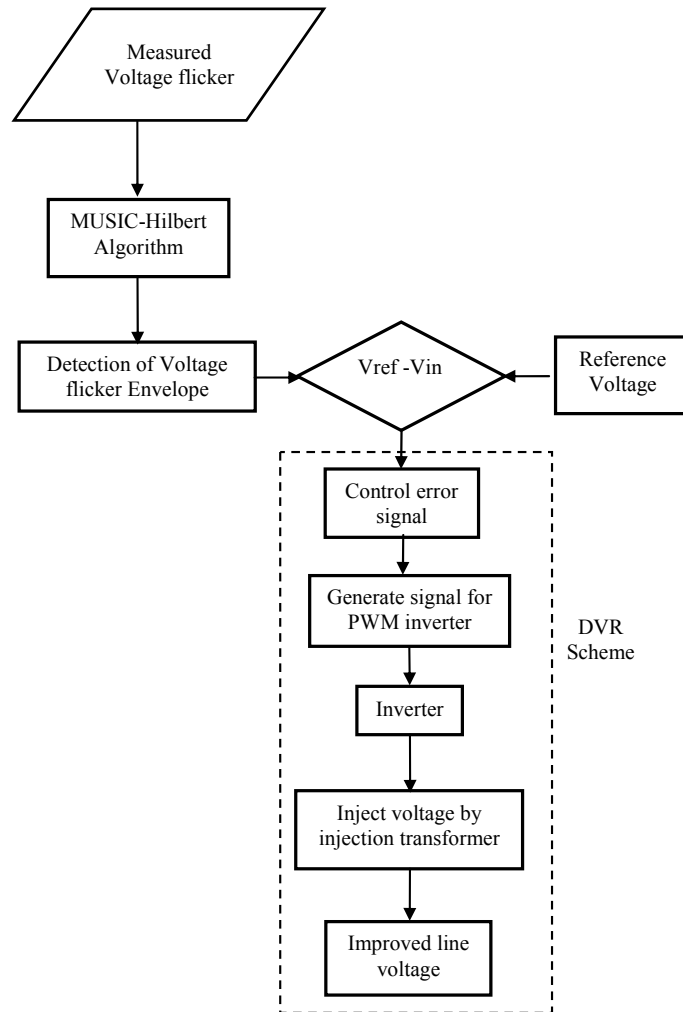 Measured
Voltage flicker
MUSIC-Hilbert
Algorithm
Detection of Voltage
flicker Envelope
Vref -Vin
Reference
Voltage
Control error
signal
Generate signal for
PWM inverter
DVR
Scheme
Inverter
Inject voltage by
injection transformer
Improved line
voltage